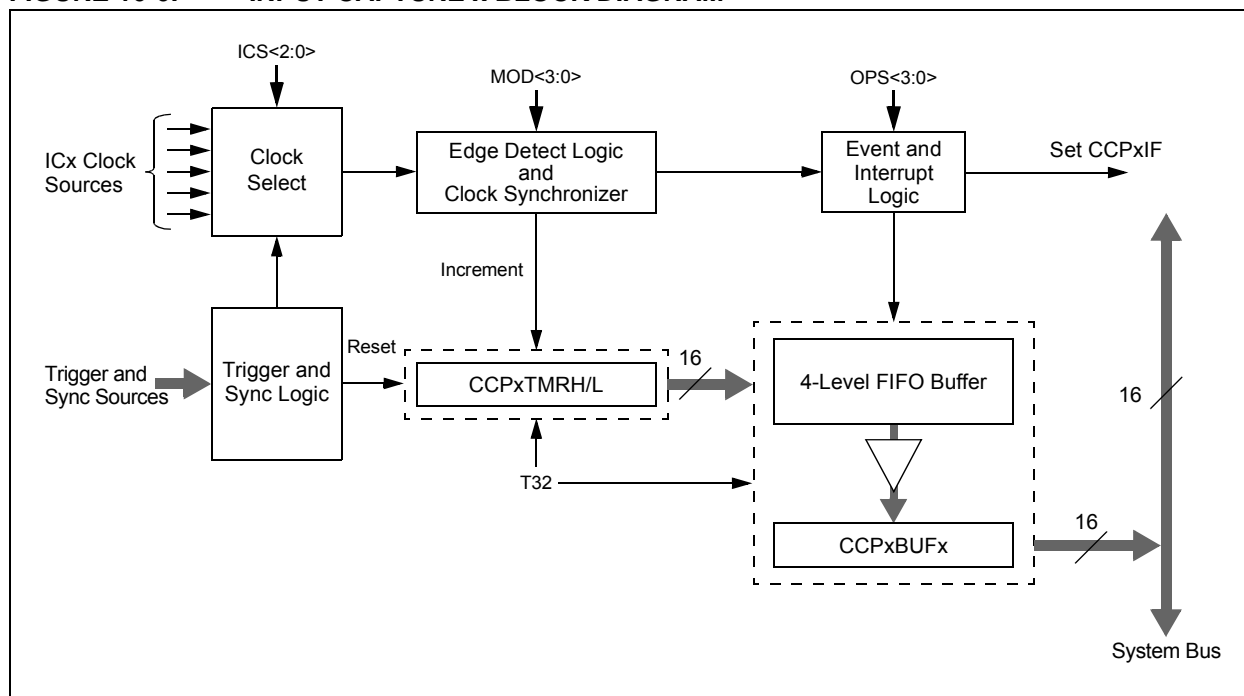 ICS<2:0>
MOD<3:0>
OPS<3:0>
ICx Clock
Sources
Clock
Select
Edge Detect Logic
and
Clock Synchronizer
Event and
Interrupt
Logic
Set CCPxIF
Increment
Reset
Trigger and
Sync Sources
Trigger and
Sync Logic
CCPxTMRH/L
16
4-Level FIFO Buffer
16
T32
CCPxBUFx
16
System Bus